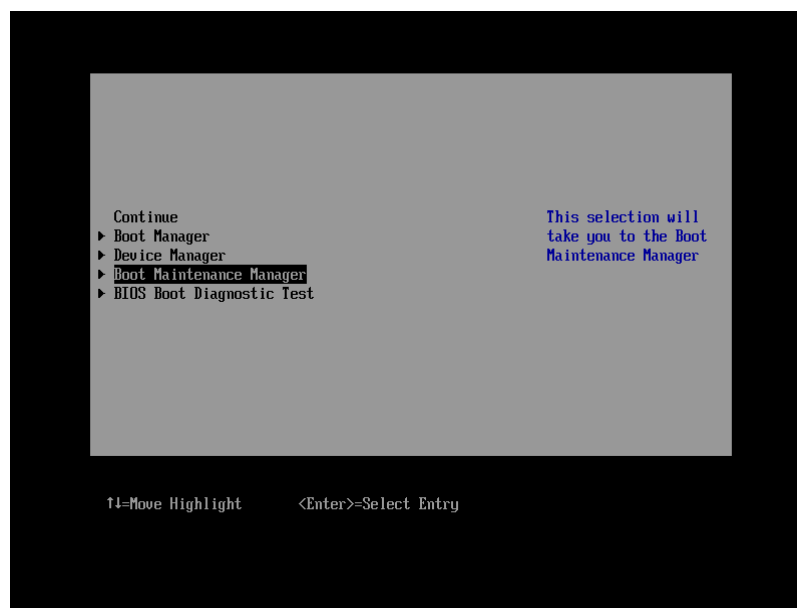 Continue
▶ Boot Manager
▶ Device Manager
▶ Boot Maintenance Manager
▶ BIOS Boot Diagnostic Test
This selection will
take you to the Boot
Maintenance Manager
↑↓=Move Highlight <Enter>=Select Entry